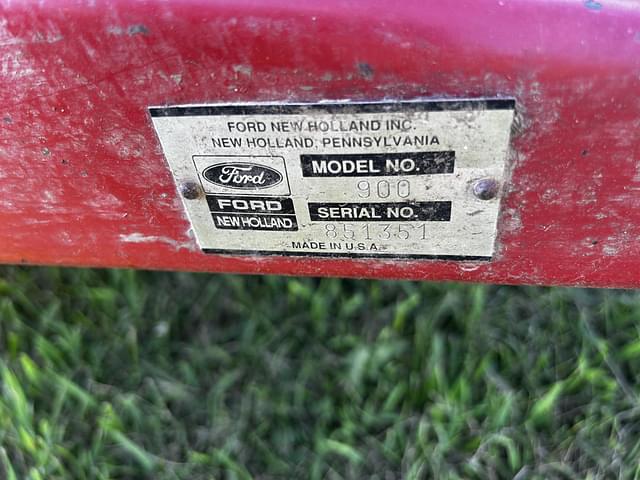 FORD NEW HOLLAND INC.
NEW HOLLAND, PENNSYLVANIA
Ford
FORD
NEW HOLLAND
MODEL NO.
900
SERIAL NO.
851351
MADE IN U.S.A.